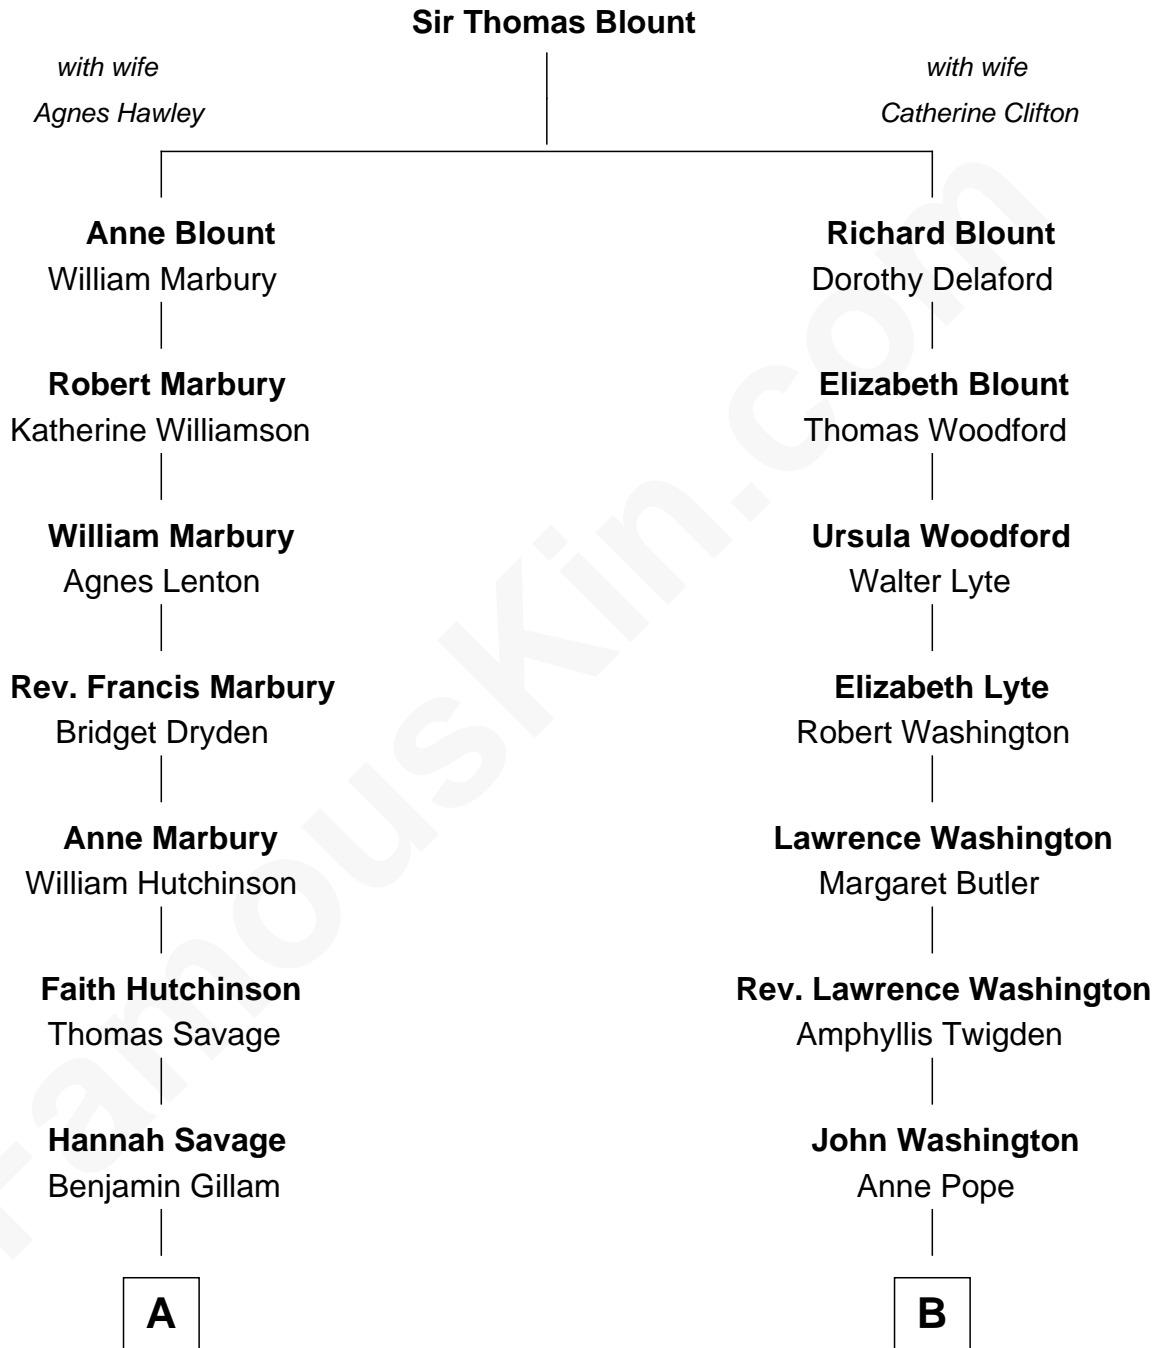 Sir Thomas Blount
with wife
Agnes Hawley
with wife
Catherine Clifton
Anne Blount
William Marbury
Richard Blount
Dorothy Delaford
Robert Marbury
Katherine Williamson
Elizabeth Blount
Thomas Woodford
William Marbury
Agnes Lenton
Ursula Woodford
Walter Lyte
Rev. Francis Marbury
Bridget Dryden
Elizabeth Lyte
Robert Washington
Anne Marbury
William Hutchinson
Lawrence Washington
Margaret Butler
Faith Hutchinson
Thomas Savage
Rev. Lawrence Washington
Amphyllis Twigden
Hannah Savage
Benjamin Gillam
John Washington
Anne Pope
A
B
FamousKin.com